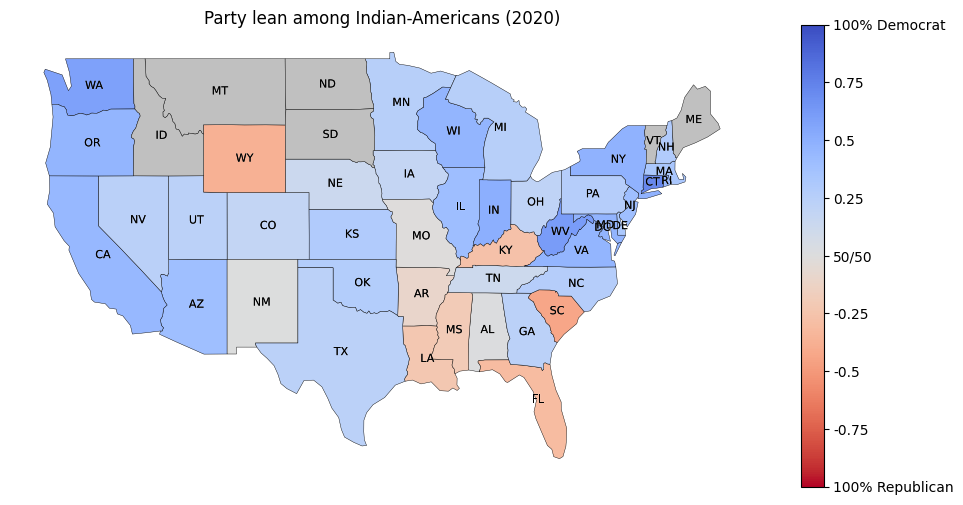 Party lean among Indian-Americans (2020)
100% Democrat
0.75
0.5
0.25
50/50
-0.25
-0.5
-0.75
100% Republican
WA
MT
ND
MN
ME
OR
ID
SD
WI
MI
VT
NH
NY
MA
CT
RI
WY
IA
NE
PA
NJ
NV
UT
CO
IL
IN
OH
MD
DE
DC
WV
VA
CA
KS
MO
KY
AZ
NM
OK
AR
TN
NC
SC
TX
LA
MS
AL
GA
FL